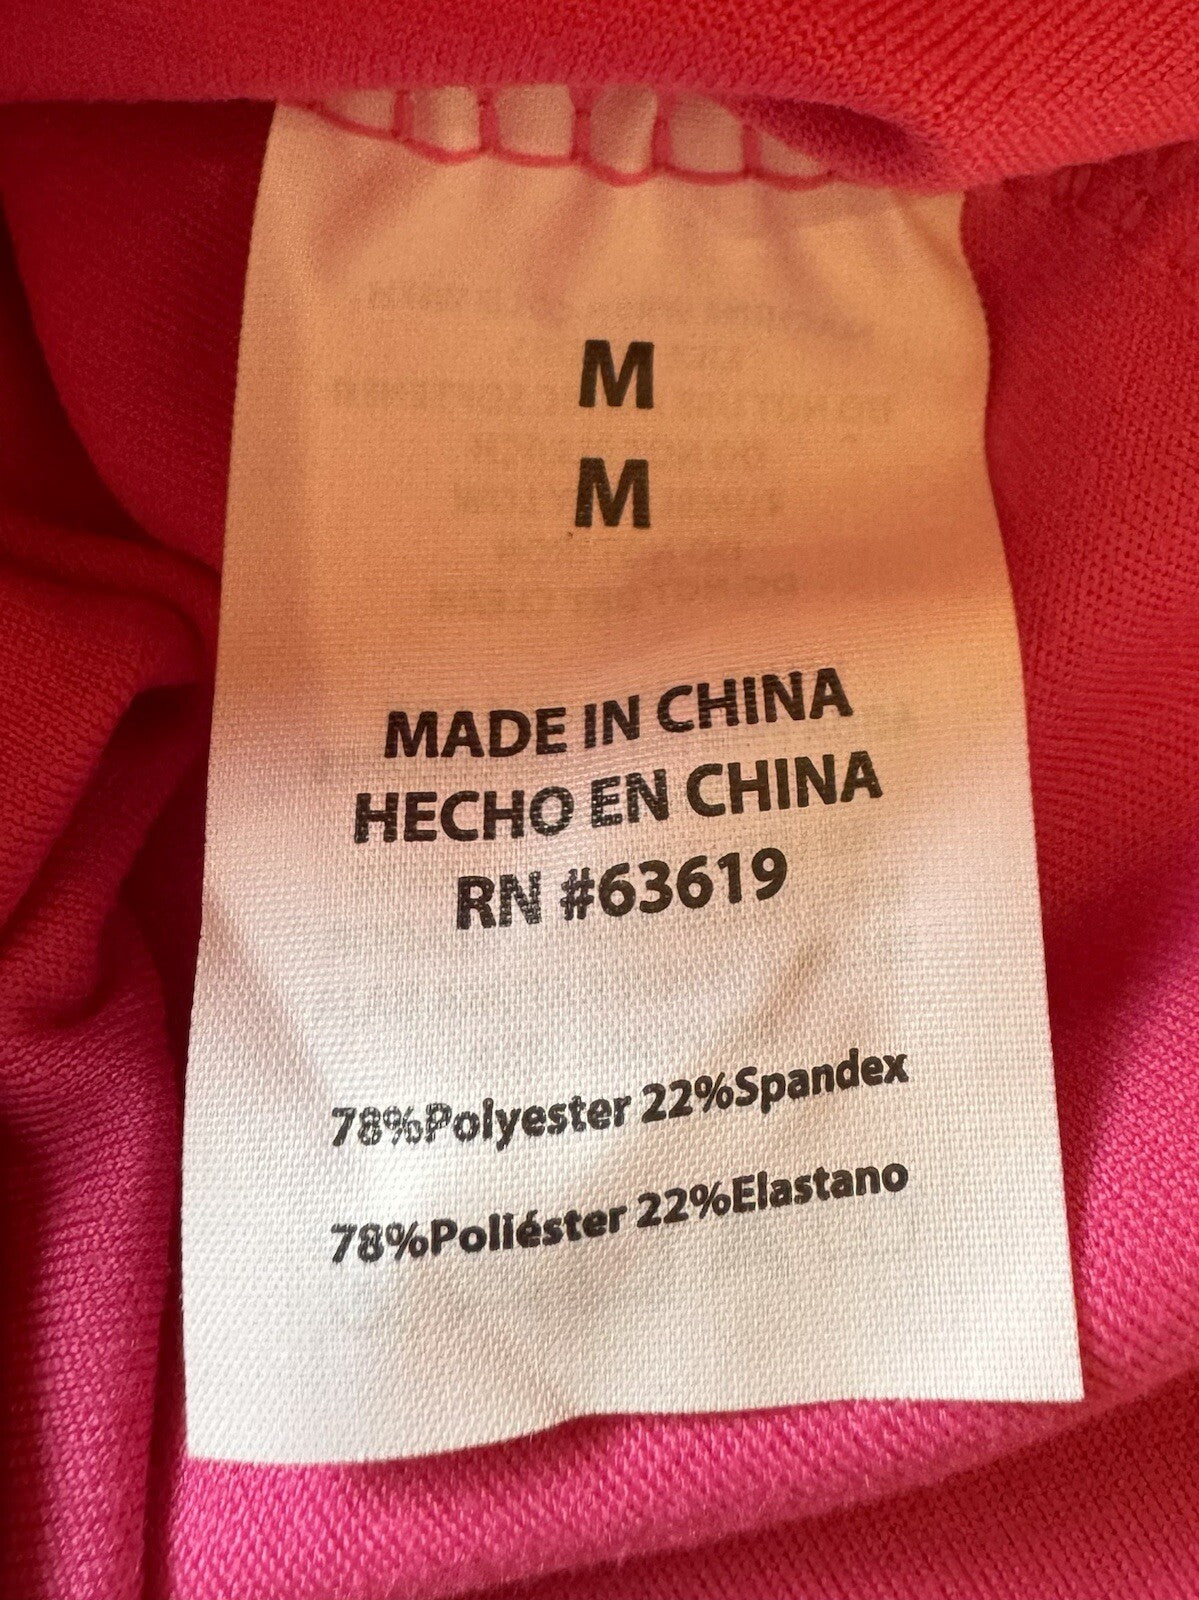 M
M
MADE IN CHINA
HECHO EN CHINA
RN #63619
78%Polyester 22%Spandex
78%Poliéster 22%Elastano